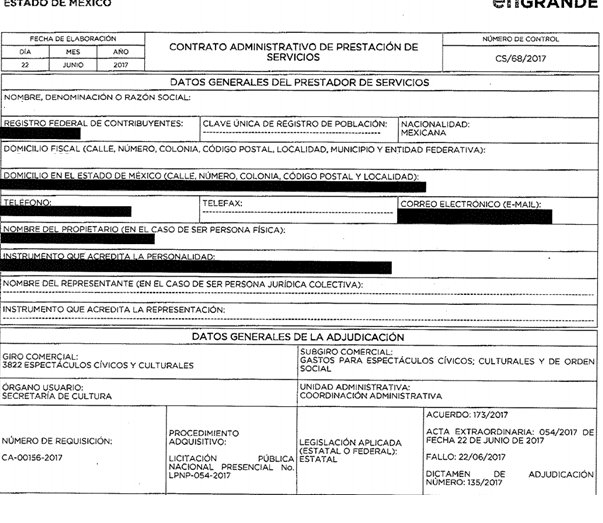 ESTADO DE MÉXICO
enGRANDE
FECHA DE ELABORACIÓN
DÍA MES AÑO
22 JUNIO 2017
CONTRATO ADMINISTRATIVO DE PRESTACIÓN DE
SERVICIOS
NÚMERO DE CONTROL
CS/68/2017
DATOS GENERALES DEL PRESTADOR DE SERVICIOS
NOMBRE, DENOMINACIÓN O RAZÓN SOCIAL:
REGISTRO FEDERAL DE CONTRIBUYENTES:
CLAVE ÚNICA DE REGISTRO DE POBLACIÓN:
NACIONALIDAD:
MEXICANA
DOMICILIO FISCAL (CALLE, NÚMERO, COLONIA, CÓDIGO POSTAL, LOCALIDAD, MUNICIPIO Y ENTIDAD FEDERATIVA):
DOMICILIO EN EL ESTADO DE MÉXICO (CALLE, NÚMERO, COLONIA, CÓDIGO POSTAL Y LOCALIDAD):
TELÉFONO:
TELEFAX:
CORREO ELECTRÓNICO (E-MAIL):
NOMBRE DEL PROPIETARIO (EN EL CASO DE SER PERSONA FÍSICA):
INSTRUMENTO QUE ACREDITA LA PERSONALIDAD:
NOMBRE DEL REPRESENTANTE (EN EL CASO DE SER PERSONA JURÍDICA COLECTIVA):
INSTRUMENTO QUE ACREDITA LA REPRESENTACIÓN:
DATOS GENERALES DE LA ADJUDICACIÓN
GIRO COMERCIAL:
3822 ESPECTÁCULOS CÍVICOS Y CULTURALES
SUBGIRO COMERCIAL:
GASTOS PARA ESPECTÁCULOS CÍVICOS; CULTURALES Y DE ORDEN
SOCIAL
ÓRGANO USUARIO:
SECRETARÍA DE CULTURA
UNIDAD ADMINISTRATIVA:
COORDINACIÓN ADMINISTRATIVA
NÚMERO DE REQUISICIÓN:
CA-00156-2017
PROCEDIMIENTO
ADQUISITIVO:
LICITACIÓN PÚBLICA
NACIONAL PRESENCIAL No.
LPNP-054-2017
LEGISLACIÓN APLICADA
(ESTATAL O FEDERAL):
ESTATAL
ACUERDO: 173/2017
ACTA EXTRAORDINARIA: 054/2017 DE
FECHA 22 DE JUNIO DE 2017
FALLO: 22/06/2017
DICTAMEN DE ADJUDICACIÓN
NÚMERO: 135/2017